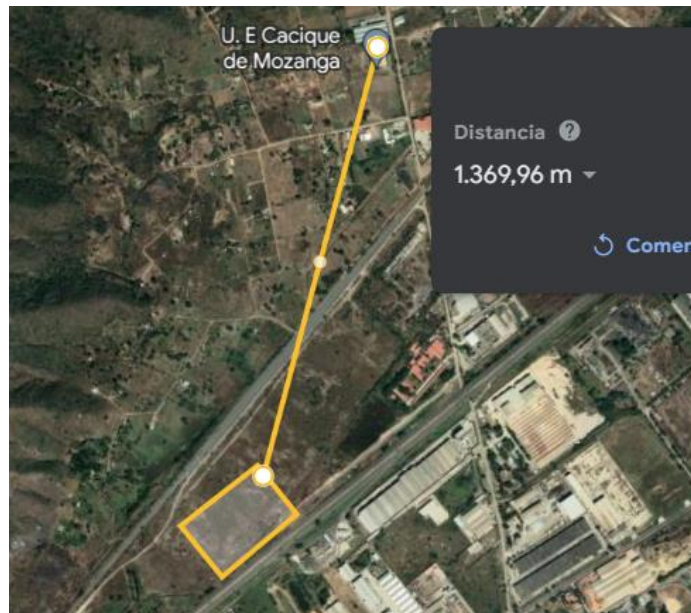 U. E Cacique
de Mozanga
Distancia ?
1.369,96 m
Comen